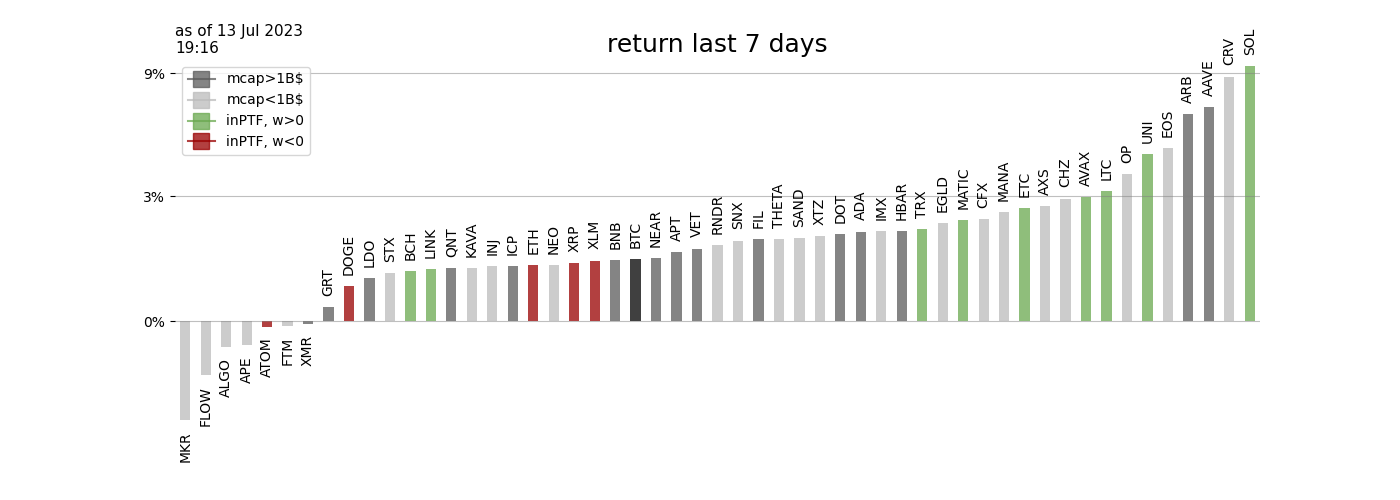 as of 13 Jul 2023
19:16
return last 7 days
mcap>1B$
mcap<1B$
inPTF, w>0
inPTF, w<0
9%
3%
0%
MKR
FLOW
ALGO
APE
ATOM
FTM
XMR
GRT
DOGE
LDO
STX
BCH
LINK
QNT
KAVA
INJ
ICP
ETH
NEO
XRP
XLM
BNB
BTC
NEAR
APT
VET
RNDR
SNX
FIL
THETA
SAND
XTZ
DOT
ADA
IMX
HBAR
TRX
EGLD
MATIC
CFX
MANA
ETC
AXS
CHZ
AVAX
LTC
OP
UNI
EOS
ARB
AAVE
CRV
SOL